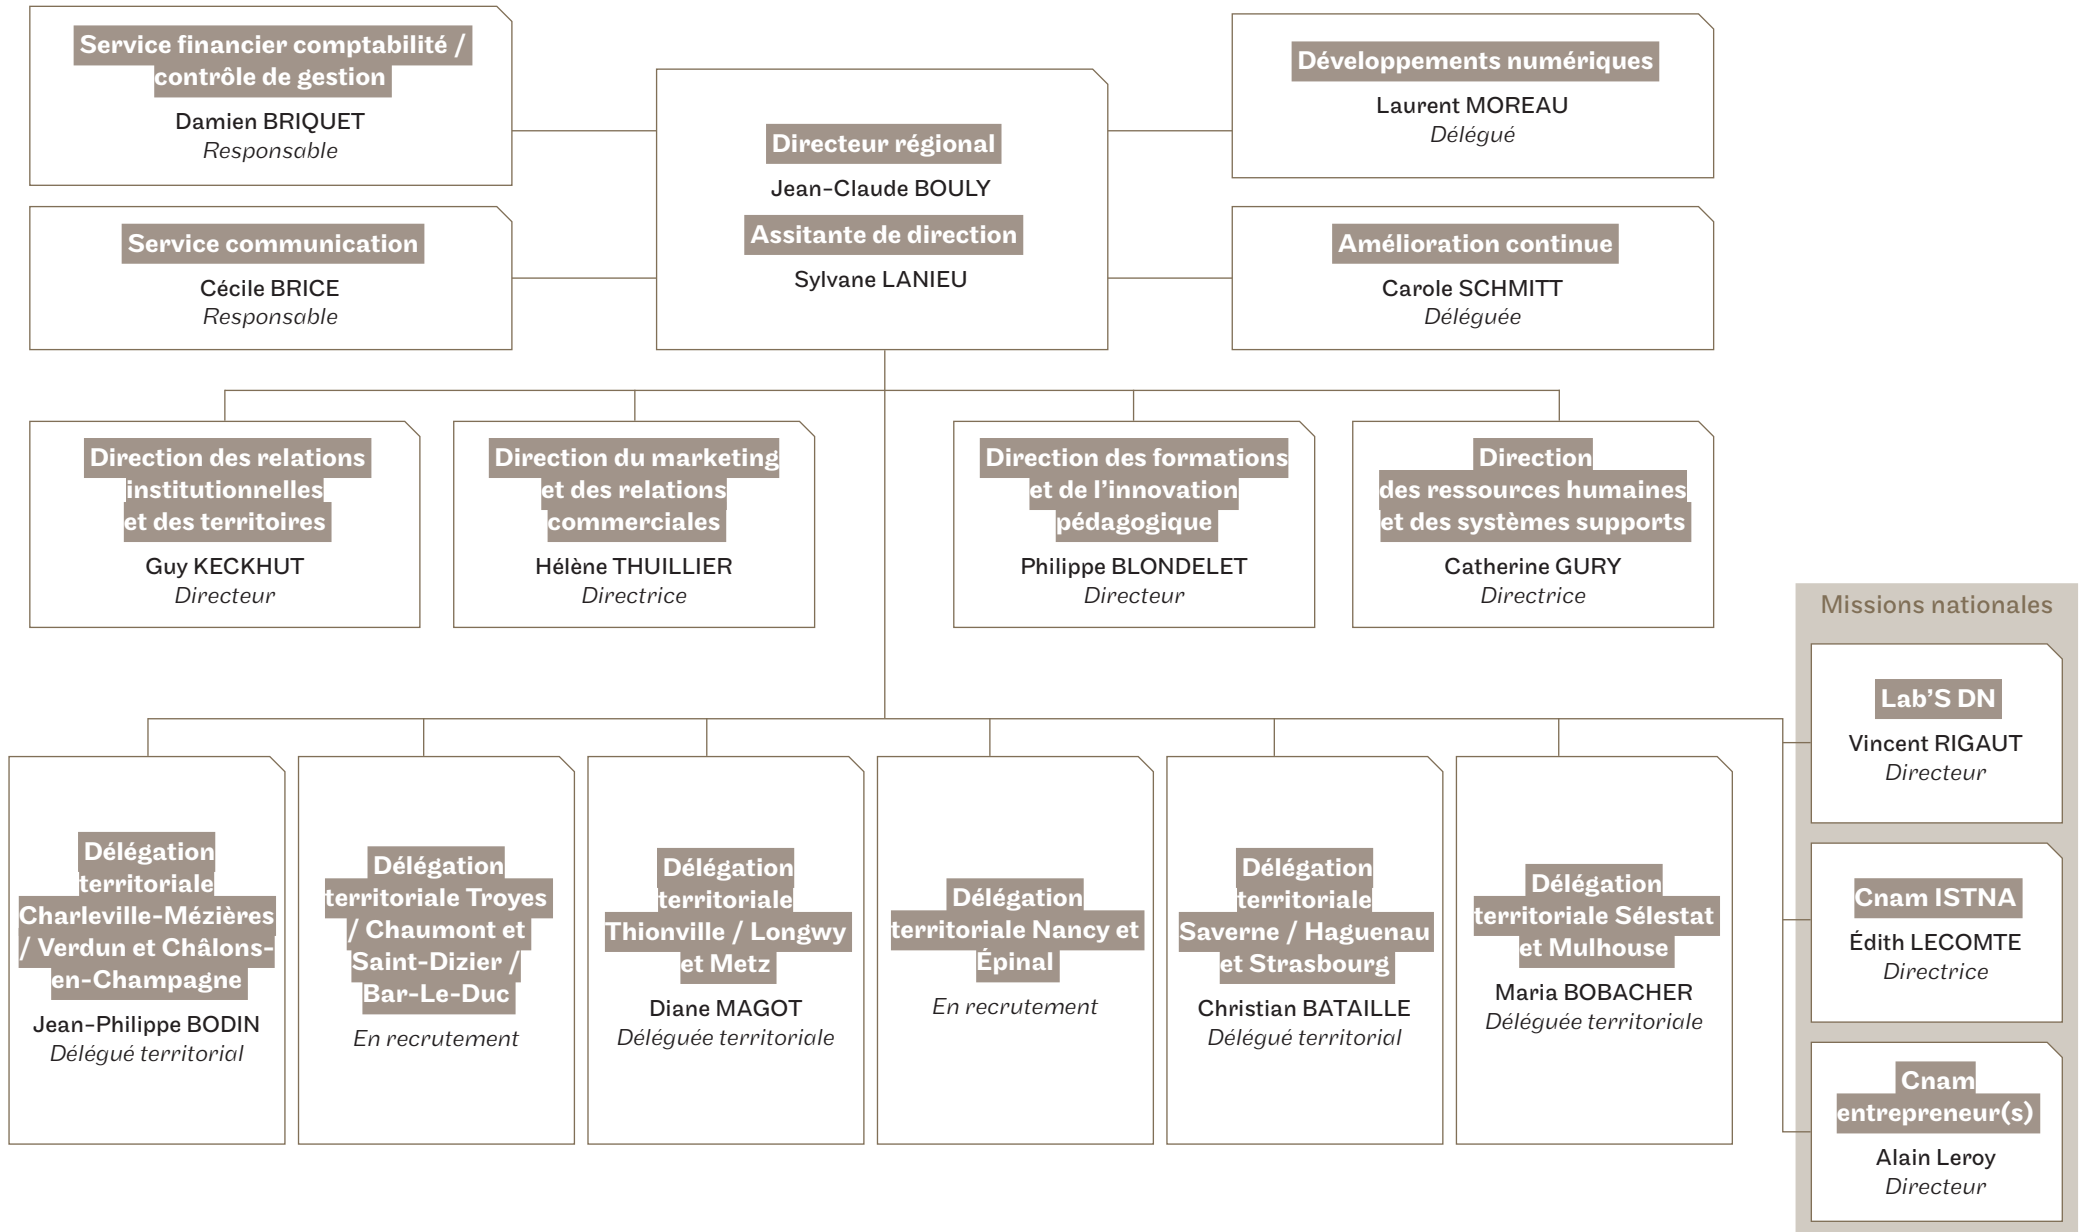 Service financier comptabilité /
contrôle de gestion
Damien BRIQUET
Responsable
Service communication
Cécile BRICE
Responsable
Directeur régional
Jean-Claude BOULY
Assitante de direction
Sylvane LANIEU
Développements numériques
Laurent MOREAU
Délégué
Amélioration continue
Carole SCHMITT
Déléguée
Direction des relations
institutionnelles
et des territoires
Guy KECKHUT
Directeur
Direction du marketing
et des relations
commerciales
Hélène THUILLIER
Directrice
Direction des formations
et de l’innovation
pédagogique
Philippe BLONDELET
Directeur
Direction
des ressources humaines
et des systèmes supports
Catherine GURY
Directrice
Missions nationales
Lab’S DN
Vincent RIGAUT
Directeur
Cnam ISTNA
Édith LECOMTE
Directrice
Cnam
entrepreneur(s)
Alain Leroy
Directeur
Délégation
territoriale
Charleville-Mézières
/ Verdun et Châlons-
en-Champagne
Jean-Philippe BODIN
Délégué territorial
Délégation
territoriale Troyes
/ Chaumont et
Saint-Dizier /
Bar-Le-Duc
En recrutement
Délégation
territoriale
Thionville / Longwy
et Metz
Diane MAGOT
Déléguée territoriale
Délégation
territoriale Nancy et
Épinal
En recrutement
Délégation
territoriale
Saverne / Haguenau
et Strasbourg
Christian BATAILLE
Délégué territorial
Délégation
territoriale Sélestat
et Mulhouse
Maria BOBACHER
Déléguée territoriale